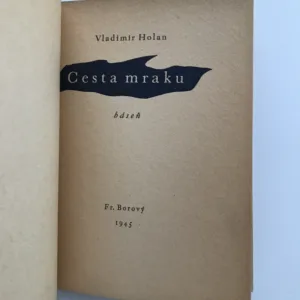 Vladimír Holan
Cesta mraku
báseň
Fr. Borový
1945